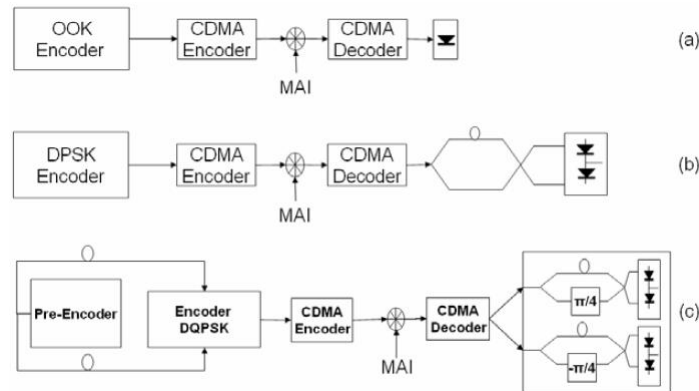 OOK
Encoder
CDMA
Encoder
CDMA
Decoder
MAI
(a)
DPSK
Encoder
CDMA
Encoder
CDMA
Decoder
MAI
(b)
Pre-Encoder
Encoder
DQPSK
CDMA
Encoder
CDMA
Decoder
MAI
π/4
-π/4
(c)